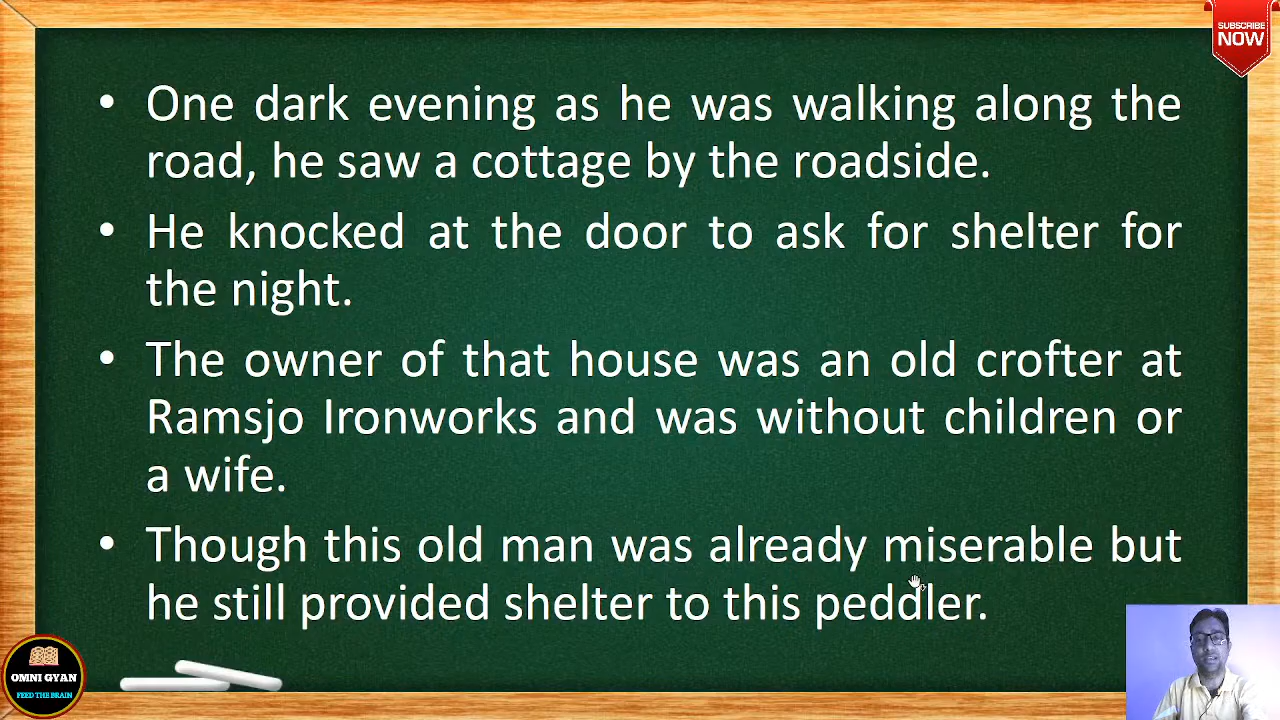 SUBSCRIBE
NOW
• One dark evening as he was walking along the
road, he saw a cottage by the roadside.
• He knocked at the door to ask for shelter for
the night.
• The owner of that house was an old crofter at
Ramsjo Ironworks and was without children or
a wife.
• Though this old man was already miserable but
he still provided shelter to this peddler.
OMNI GYAN
FEED THE BRAIN